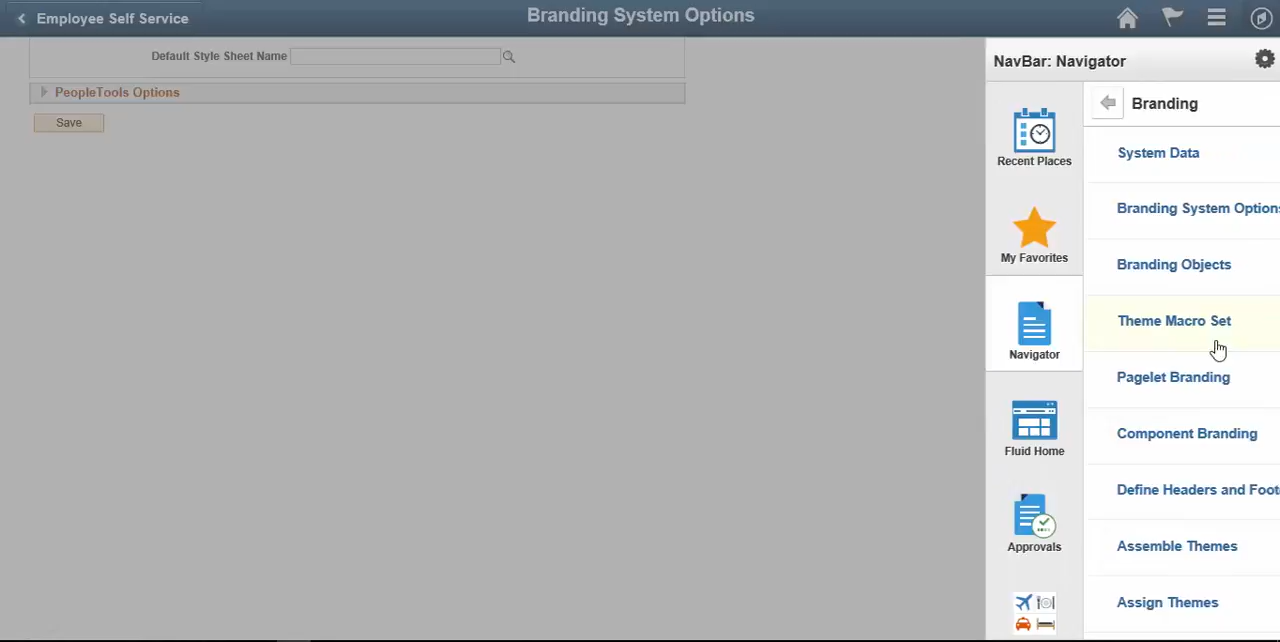 Employee Self Service
Branding System Options
Default Style Sheet Name
PeopleTools Options
Save
NavBar: Navigator
Recent Places
My Favorites
Navigator
Fluid Home
Approvals
Branding
System Data
Branding System Options
Branding Objects
Theme Macro Set
Pagelet Branding
Component Branding
Define Headers and Foot
Assemble Themes
Assign Themes